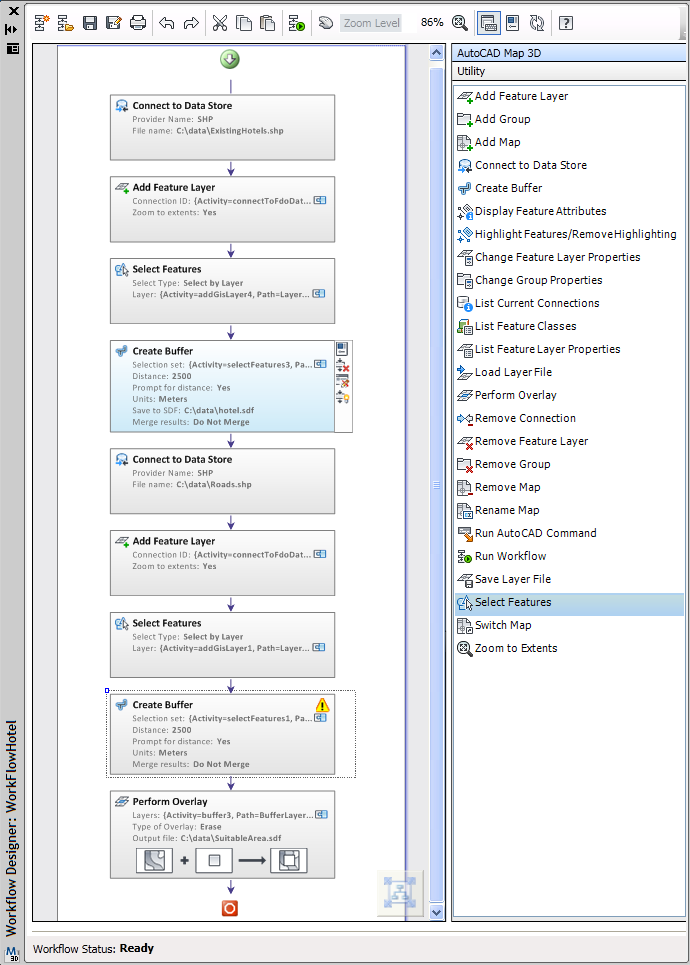 Zoom Level
86%
Connect to Data Store
Provider Name: SHP
File name: C:\data\ExistingHotels.shp
Add Feature Layer
Connection ID: {Activity=connectToFdoDat...
Zoom to extents: Yes
Select Features
Select Type: Select by Layer
Layer: {Activity=addGisLayer4, Path=Layer...
Create Buffer
Selection set: {Activity=selectFeatures3, Pa...
Distance: 2500
Prompt for distance: Yes
Units: Meters
Save to SDF: C:\data\hotel.sdf
Merge results: Do Not Merge
Connect to Data Store
Provider Name: SHP
File name: C:\data\Roads.shp
Add Feature Layer
Connection ID: {Activity=connectToFdoDat...
Zoom to extents: Yes
Select Features
Select Type: Select by Layer
Layer: {Activity=addGisLayer1, Path=Layer...
Create Buffer
Selection set: {Activity=selectFeatures1, Pa...
Distance: 2500
Prompt for distance: Yes
Units: Meters
Merge results: Do Not Merge
Perform Overlay
Layers: {Activity=buffer3, Path=BufferLayer...
Type of Overlay: Erase
Output file: C:\data\SuitableArea.sdf
AutoCAD Map 3D
Utility
Add Feature Layer
Add Group
Add Map
Connect to Data Store
Create Buffer
Display Feature Attributes
Highlight Features/RemoveHighlighting
Change Feature Layer Properties
Change Group Properties
List Current Connections
List Feature Classes
List Feature Layer Properties
Load Layer File
Perform Overlay
Remove Connection
Remove Feature Layer
Remove Group
Remove Map
Rename Map
Run AutoCAD Command
Run Workflow
Save Layer File
Select Features
Switch Map
Zoom to Extents
Workflow Designer: WorkFlowHotel
M
3D
Workflow Status: Ready